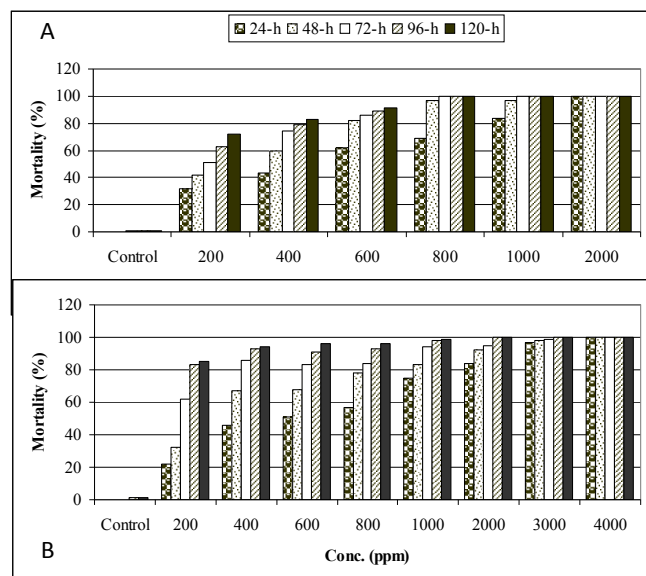 A
24-h 48-h 72-h 96-h 120-h
120
100
80
60
40
20
0
Mortality (%)
Control 200 400 600 800 1000 2000
120
100
80
60
40
20
0
Mortality (%)
Control 200 400 600 800 1000 2000 3000 4000
B
Conc. (ppm)